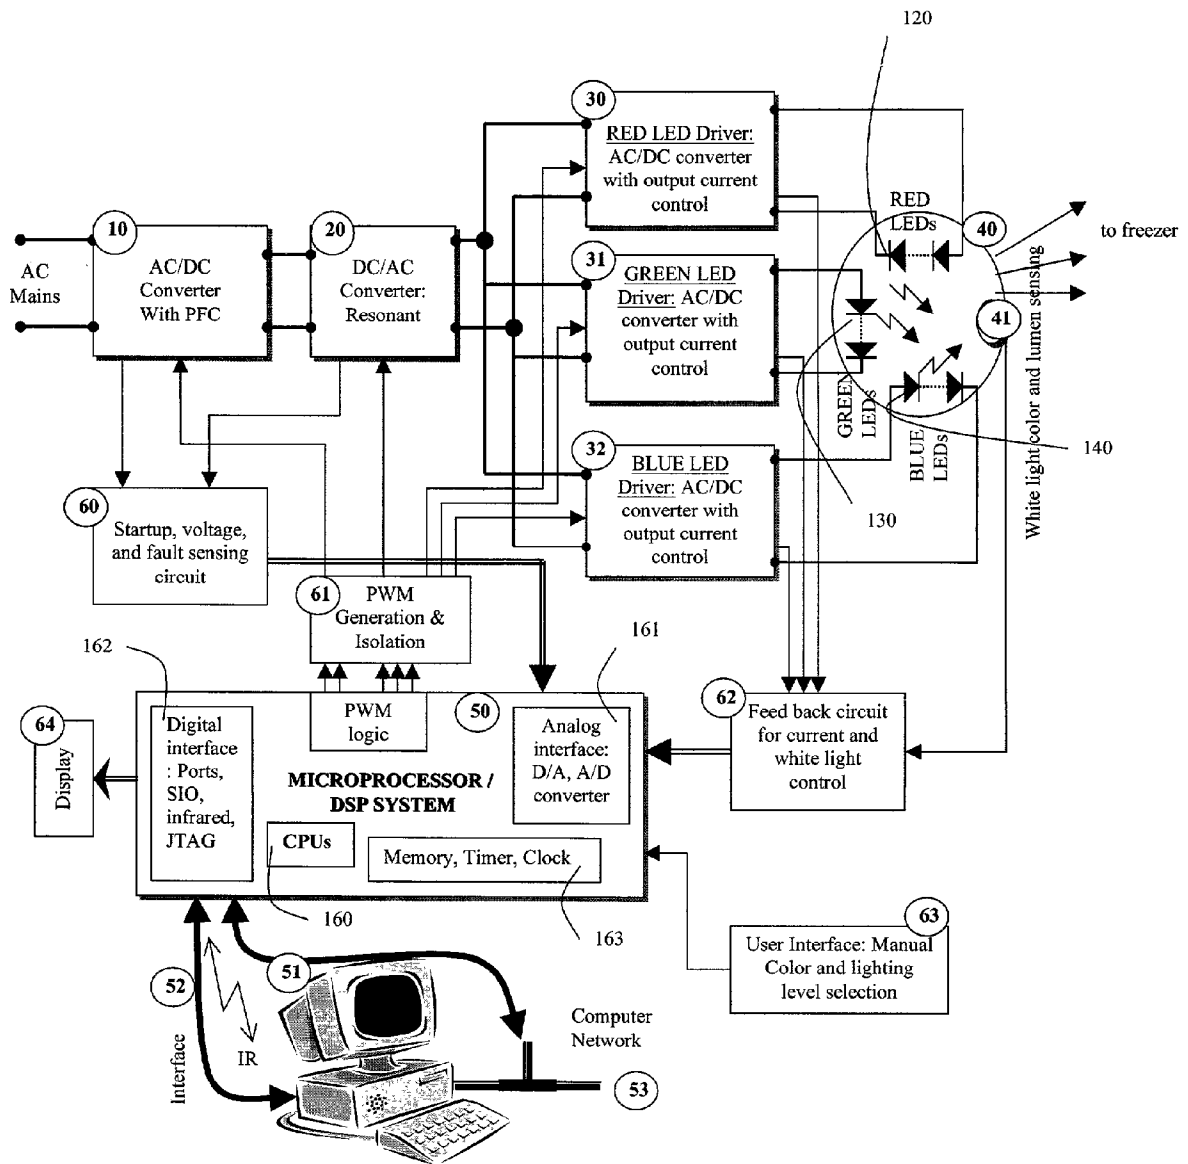 120
30
RED LED Driver:
AC/DC converter
with output current
control
RED
LEDs
40
to freezer
10
AC/DC
Converter
With PFC
20
DC/AC
Converter:
Resonant
AC
Mains
31
GREEN LED
Driver: AC/DC
converter with
output current
control
41
White light color and lumen sensing
GREEN
LEDs
BLUE
LEDs
140
130
32
BLUE LED
Driver: AC/DC
converter with
output current
control
60
Startup, voltage,
and fault sensing
circuit
61
PWM
Generation &
Isolation
162
161
64
Display
Digital
interface
: Ports,
SIO,
infrared,
JTAG
PWM
logic
50
Analog
interface:
D/A, A/D
converter
MICROPROCESSOR /
DSP SYSTEM
CPUs
Memory, Timer, Clock
62
Feed back circuit
for current and
white light
control
160
163
63
User Interface: Manual
Color and lighting
level selection
52
51
Interface
IR
Computer
Network
53